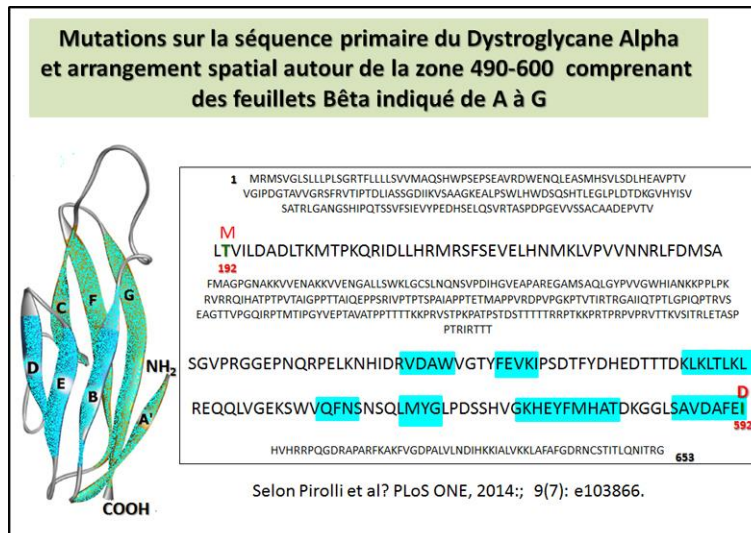 Mutations sur la séquence primaire du Dystroglycane Alpha
et arrangement spatial autour de la zone 490-600 comprenant
des feuillets Bêta indiqué de A à G
1 MRMSVGLSLLLPLSGRTFLLLLSVVMAQSHWPSEPSEAVRDWENQLEASMHSVLSDLHEAVPTV
VGIPDGTAVVGRSFRVTIPTDLIASSGDIIKVSAAGKEALPSWLHWDSQSHTLEGLPLDTDKGVHYISV
SATRLGANGSHIPQTSSVFSIEVYPEDHSELQSVRTASPDPGEVVSSACAADEPVTV
M
LTVILDADLTKMTPKQRIDLLHRMRSFSEVELHNMKLVPVVNNRLFDMSA
192
FMAGPGNAKKVVENAKKVVENGALLSWKLGCSLNQNSVPDIHGVEAPAREGAMSAQLGYPVVGWHIANKKPPLPK
RVRRQIHATPTPVTAIGPPTTAIQEPPSRIVPTPTSPAIAPPTETMAPPVRDPVPGKPTVTIRTRGAIIQTPTLGPIQPTRVS
EAGTTVPGQIRPTMTIPGYVEPTAVATPPTTTTKKPRVSTPKPATPSTDSTTTTTRRPTKKPRTPRPVPRVTTKVSITRLETASP
PTRIRTTT
SGVPRGGEPNQRPELKNHIDRVDAWVGTYFEVKIPSDTFYDHEDTTTDKLKLTLKL
REQQLVGEKSWVQFNSNSQLMYGLPDSSHVGKHEYFMHATDKGGLSAVDAFEI
D
592
HVHRRPQGDRAPARFKAKFVGDPALVLNDIHKKIALVKKLAFAFGDRNCSTITLQNITRG 653
C
F
G
D
E
B
A'
NH2
COOH
Selon Pirolli et al? PLoS ONE, 2014:; 9(7): e103866.